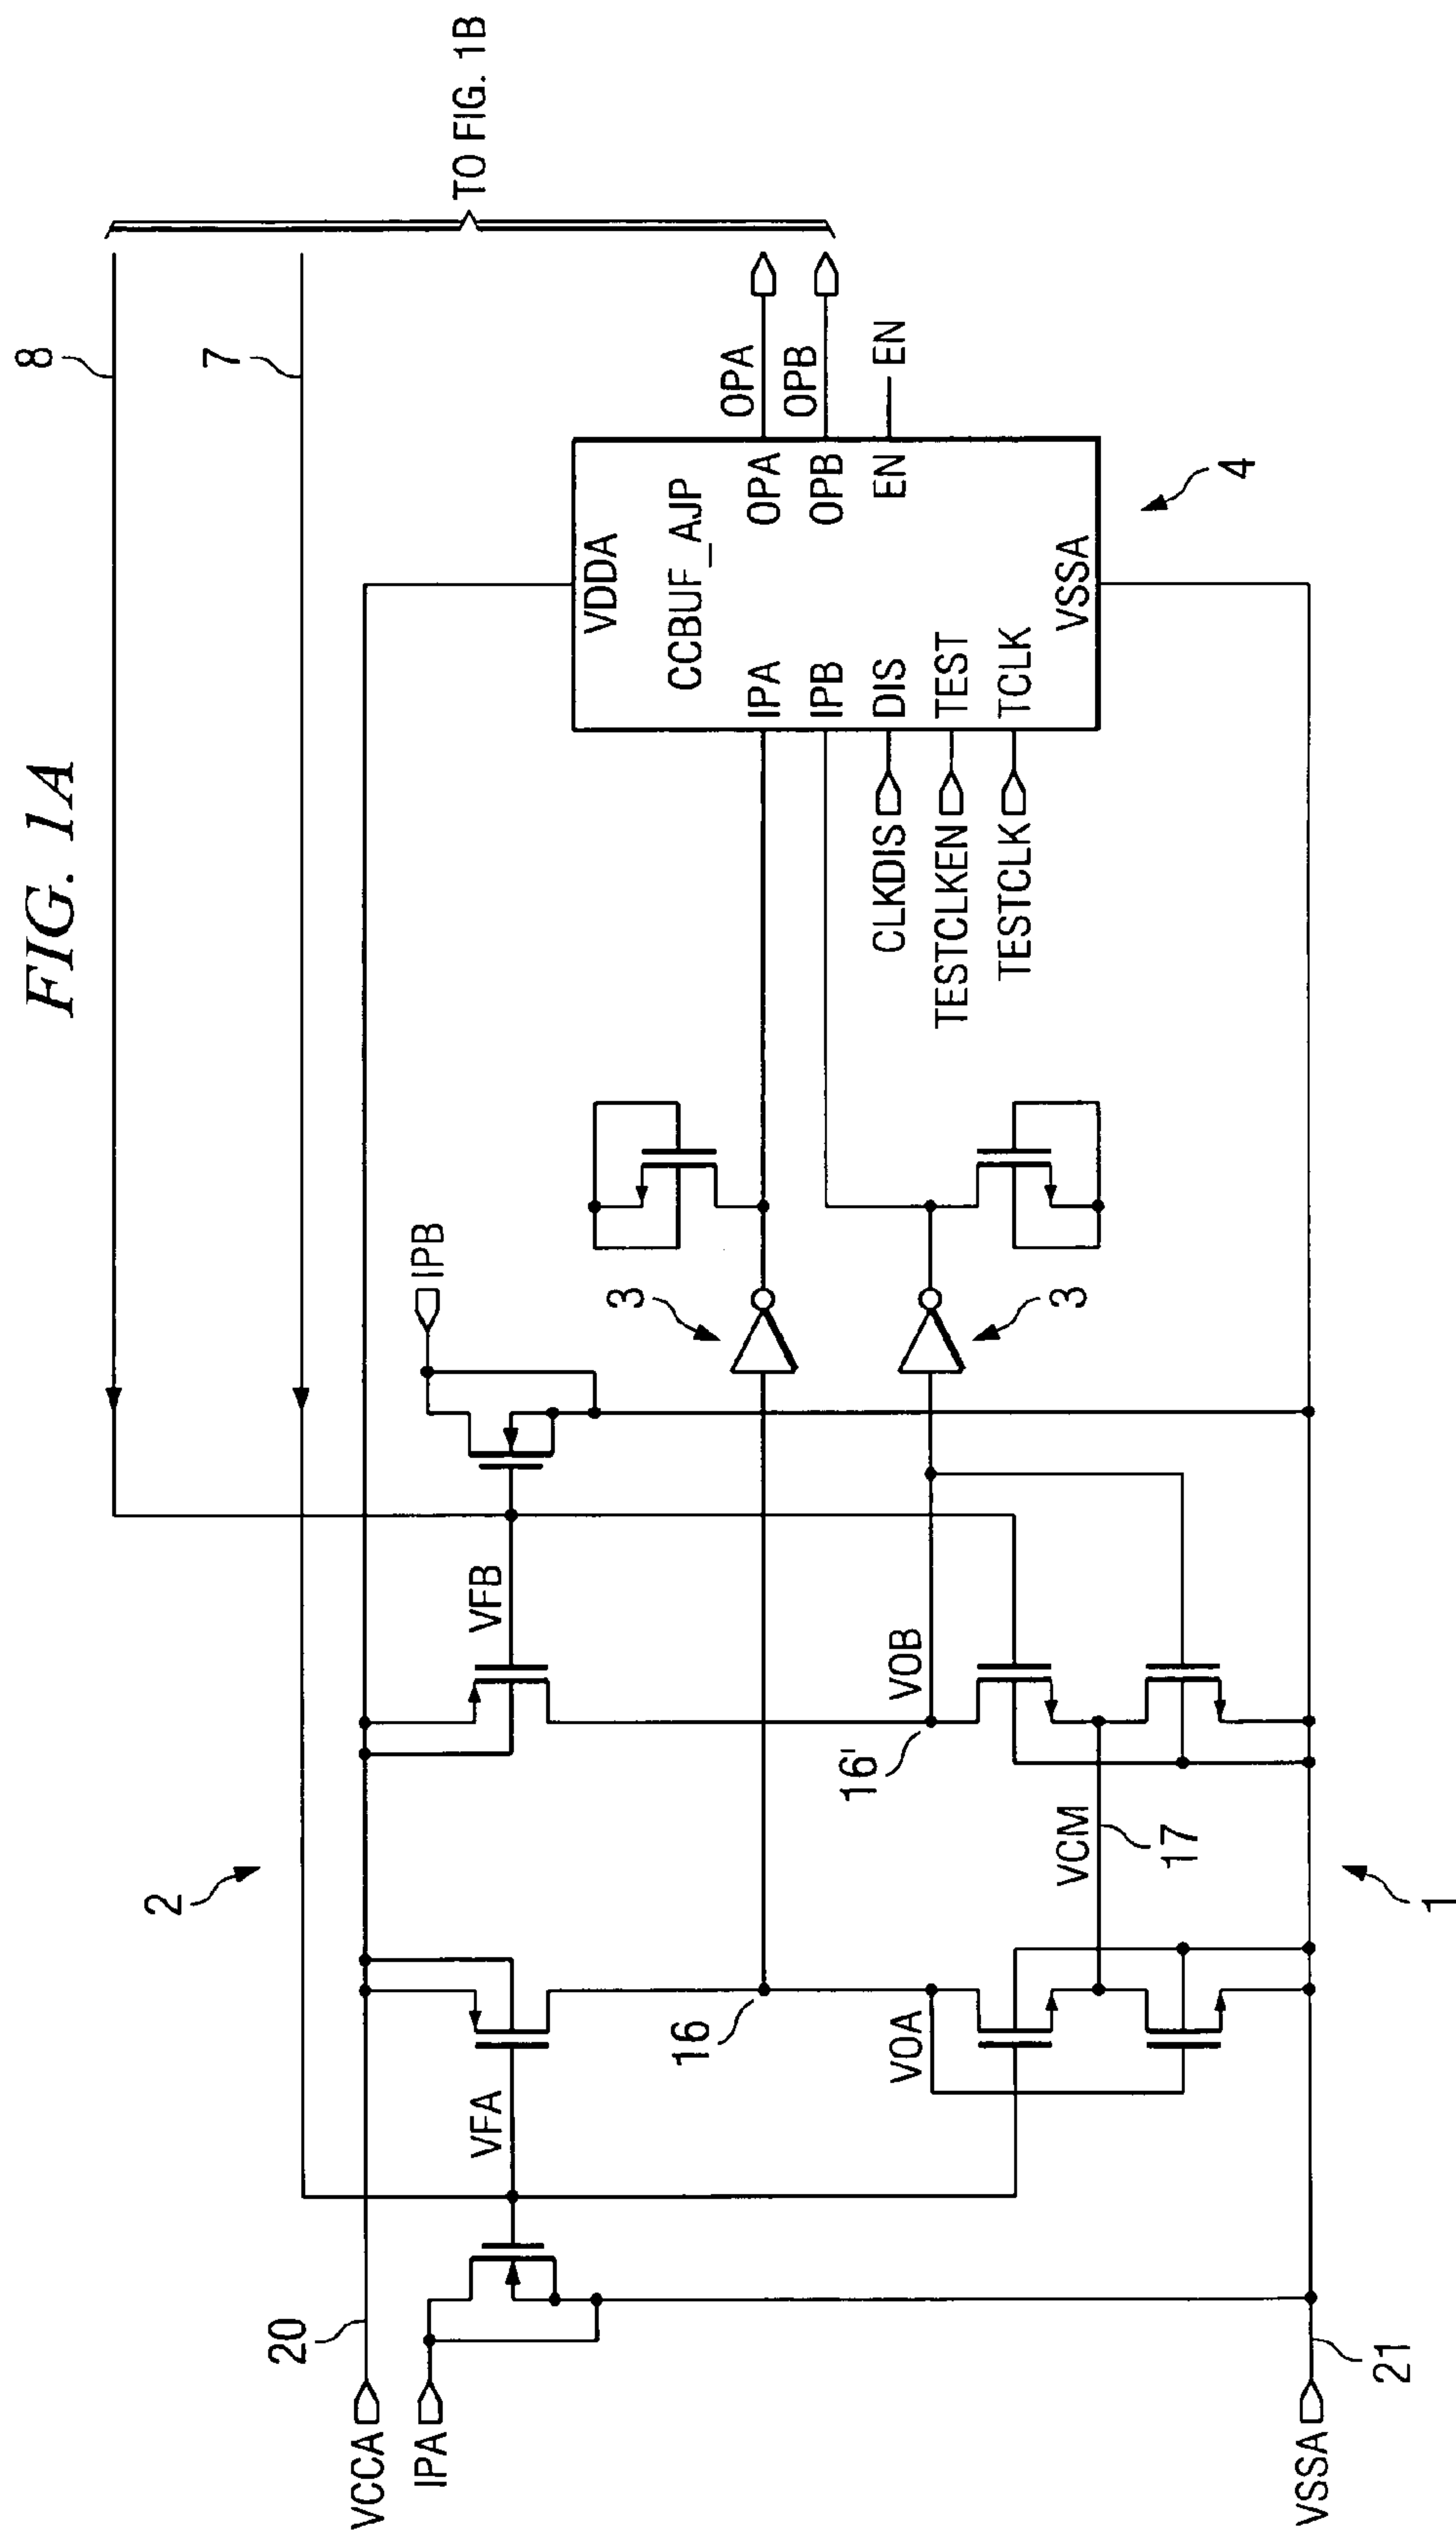 FIG. 1A
8
7
TO FIG. 1B
2
20
VCCA
IPA
VFA
VFB
IPB
3
3
16
VOA
16'
VOB
VCM
17
VDDA
CCBUF_AJP
IPA
OPA
OPA
IPB
OPB
OPB
CLKDIS
DIS
EN
EN
TESTCLKEN
TEST
TESTCLK
TCLK
VSSA
4
VSSA
21
1